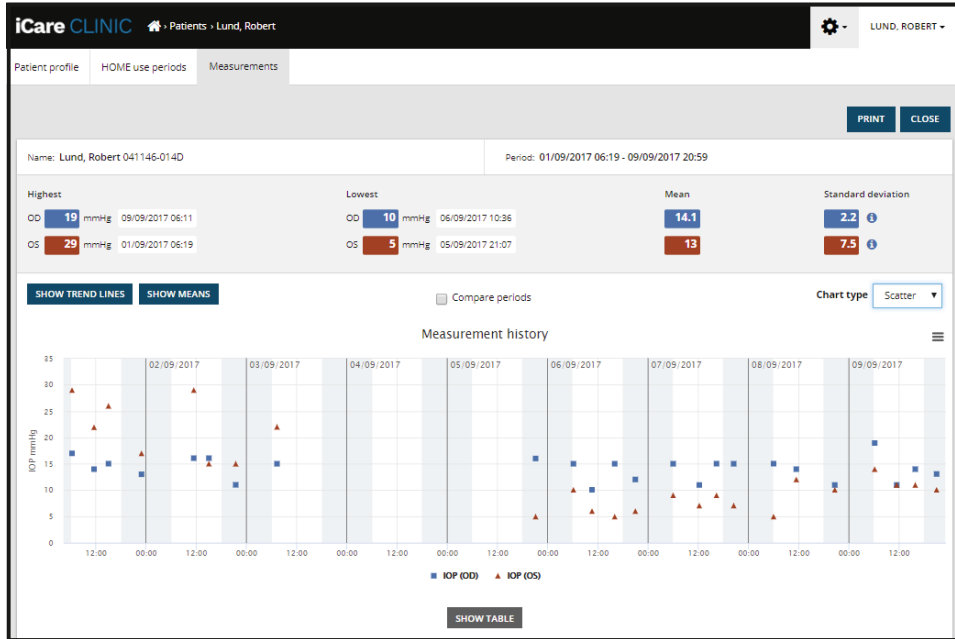 iCare CLINIC › Patients › Lund, Robert LUND, ROBERT
Patient profile HOME use periods Measurements
PRINT CLOSE
Name: Lund, Robert 041146-014D Period: 01/09/2017 06:19 - 09/09/2017 20:59
Highest Lowest Mean Standard deviation
OD 19 mmHg 09/09/2017 06:11 OD 10 mmHg 06/09/2017 10:36 14.1 2.2
OS 29 mmHg 01/09/2017 06:19 OS 5 mmHg 05/09/2017 21:07 13 7.5
SHOW TREND LINES SHOW MEANS Compare periods Chart type Scatter
Measurement history
02/09/2017 03/09/2017 04/09/2017 05/09/2017 06/09/2017 07/09/2017 08/09/2017 09/09/2017
IOP mmHg
35
30
25
20
15
10
5
0
12:00 00:00 12:00 00:00 12:00 00:00 12:00 00:00 12:00 00:00 12:00 00:00 12:00 00:00 12:00 00:00 12:00
IOP (OD) IOP (OS)
SHOW TABLE